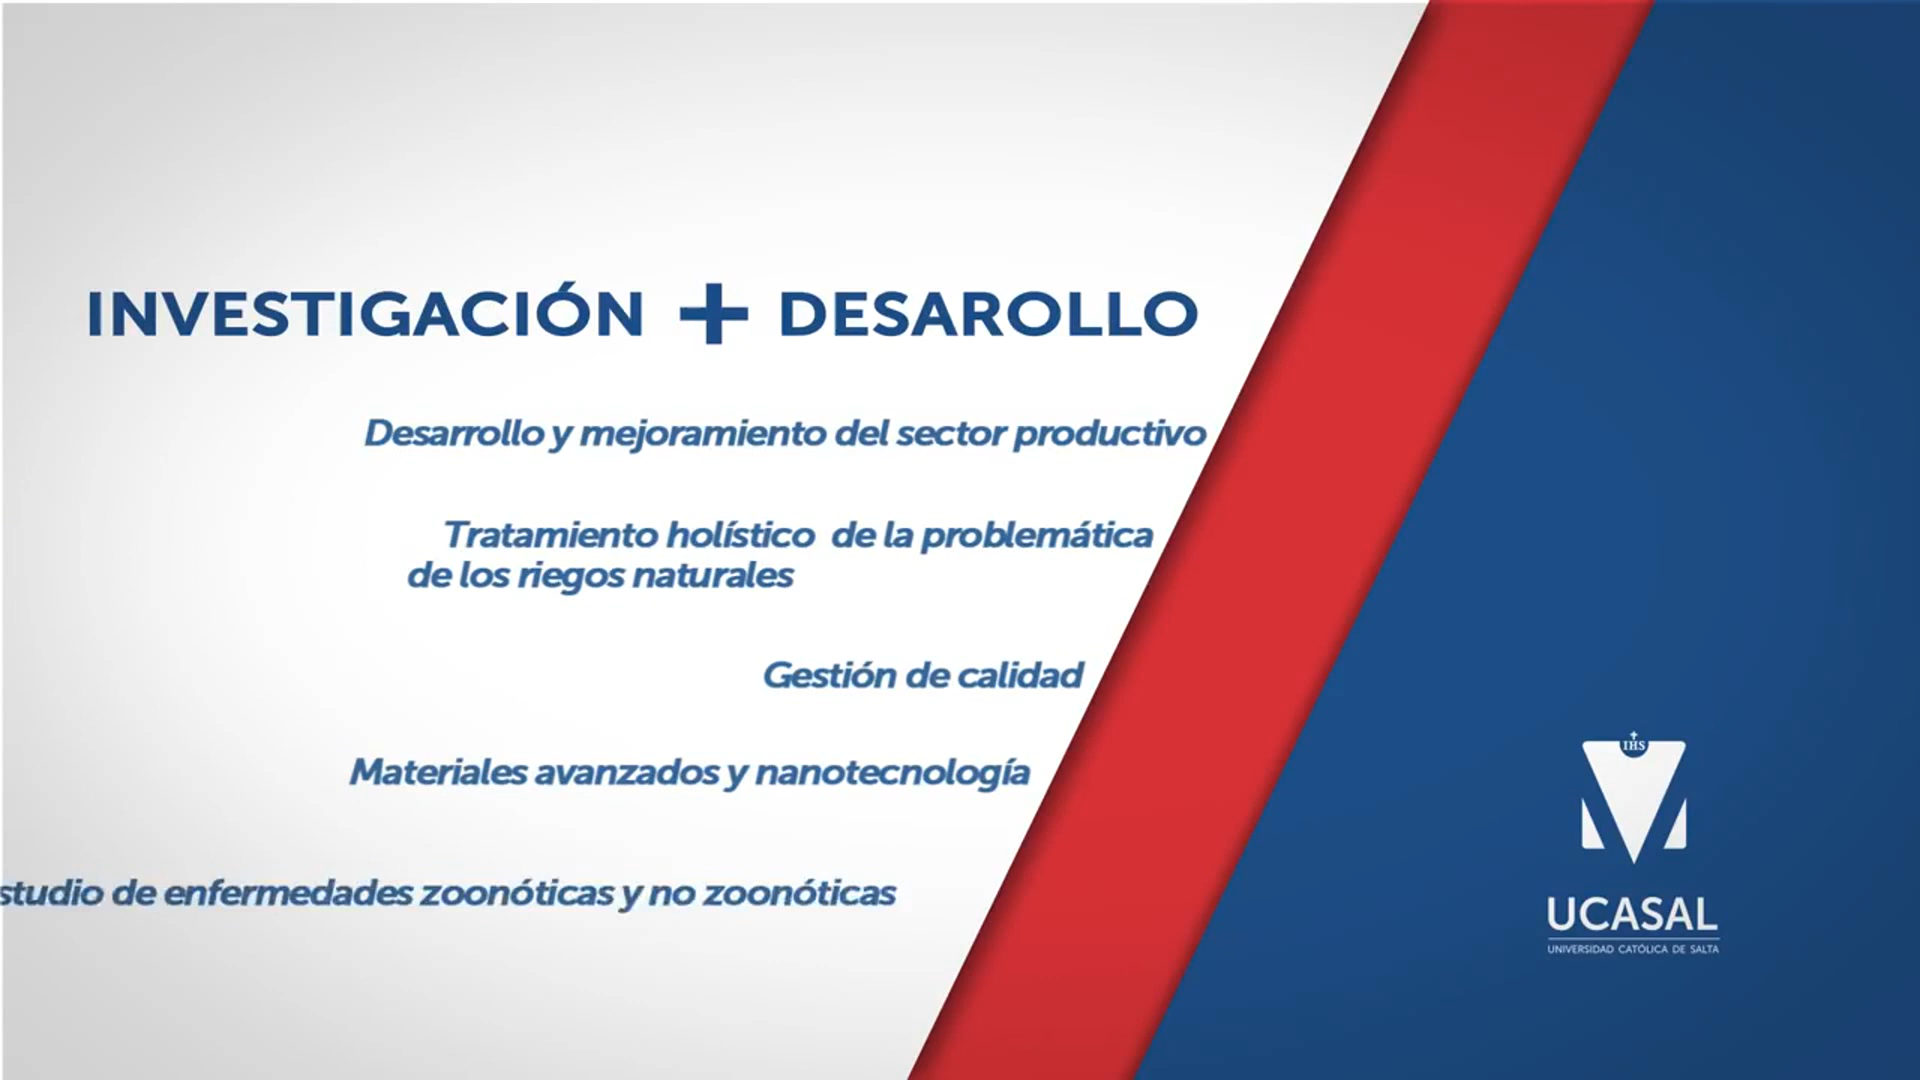 INVESTIGACIÓN + DESAROLLO
Desarrollo y mejoramiento del sector productivo
Tratamiento holístico de la problemática
de los riegos naturales
Gestión de calidad
Materiales avanzados y nanotecnología
studio de enfermedades zoonóticas y no zoonóticas
IHS
UCASAL
UNIVERSIDAD CATÓLICA DE SALTA